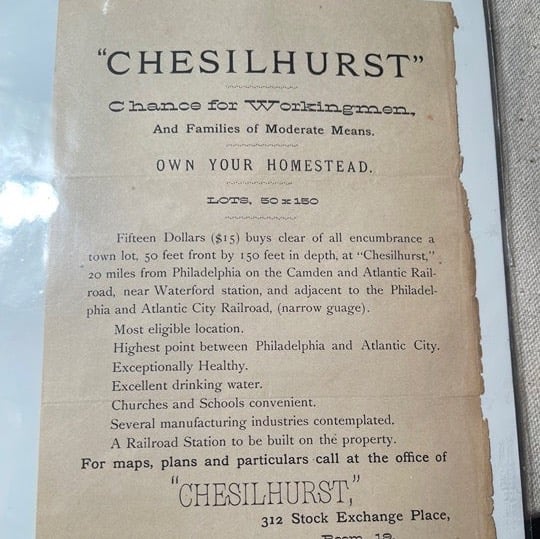 "CHESILHURST"
Chance for Workingmen,
And Families of Moderate Means.
OWN YOUR HOMESTEAD.
LOTS, 50 x 150
Fifteen Dollars ($15) buys clear of all encumbrance a
town lot, 50 feet front by 150 feet in depth, at "Chesilhurst,"
20 miles from Philadelphia on the Camden and Atlantic Rail-
road, near Waterford station, and adjacent to the Philadel-
phia and Atlantic City Railroad, (narrow guage).
Most eligible location.
Highest point between Philadelphia and Atlantic City.
Exceptionally Healthy.
Excellent drinking water.
Churches and Schools convenient.
Several manufacturing industries contemplated.
A Railroad Station to be built on the property.
For maps, plans and particulars call at the office of
"CHESILHURST,"
312 Stock Exchange Place,
Room 19.